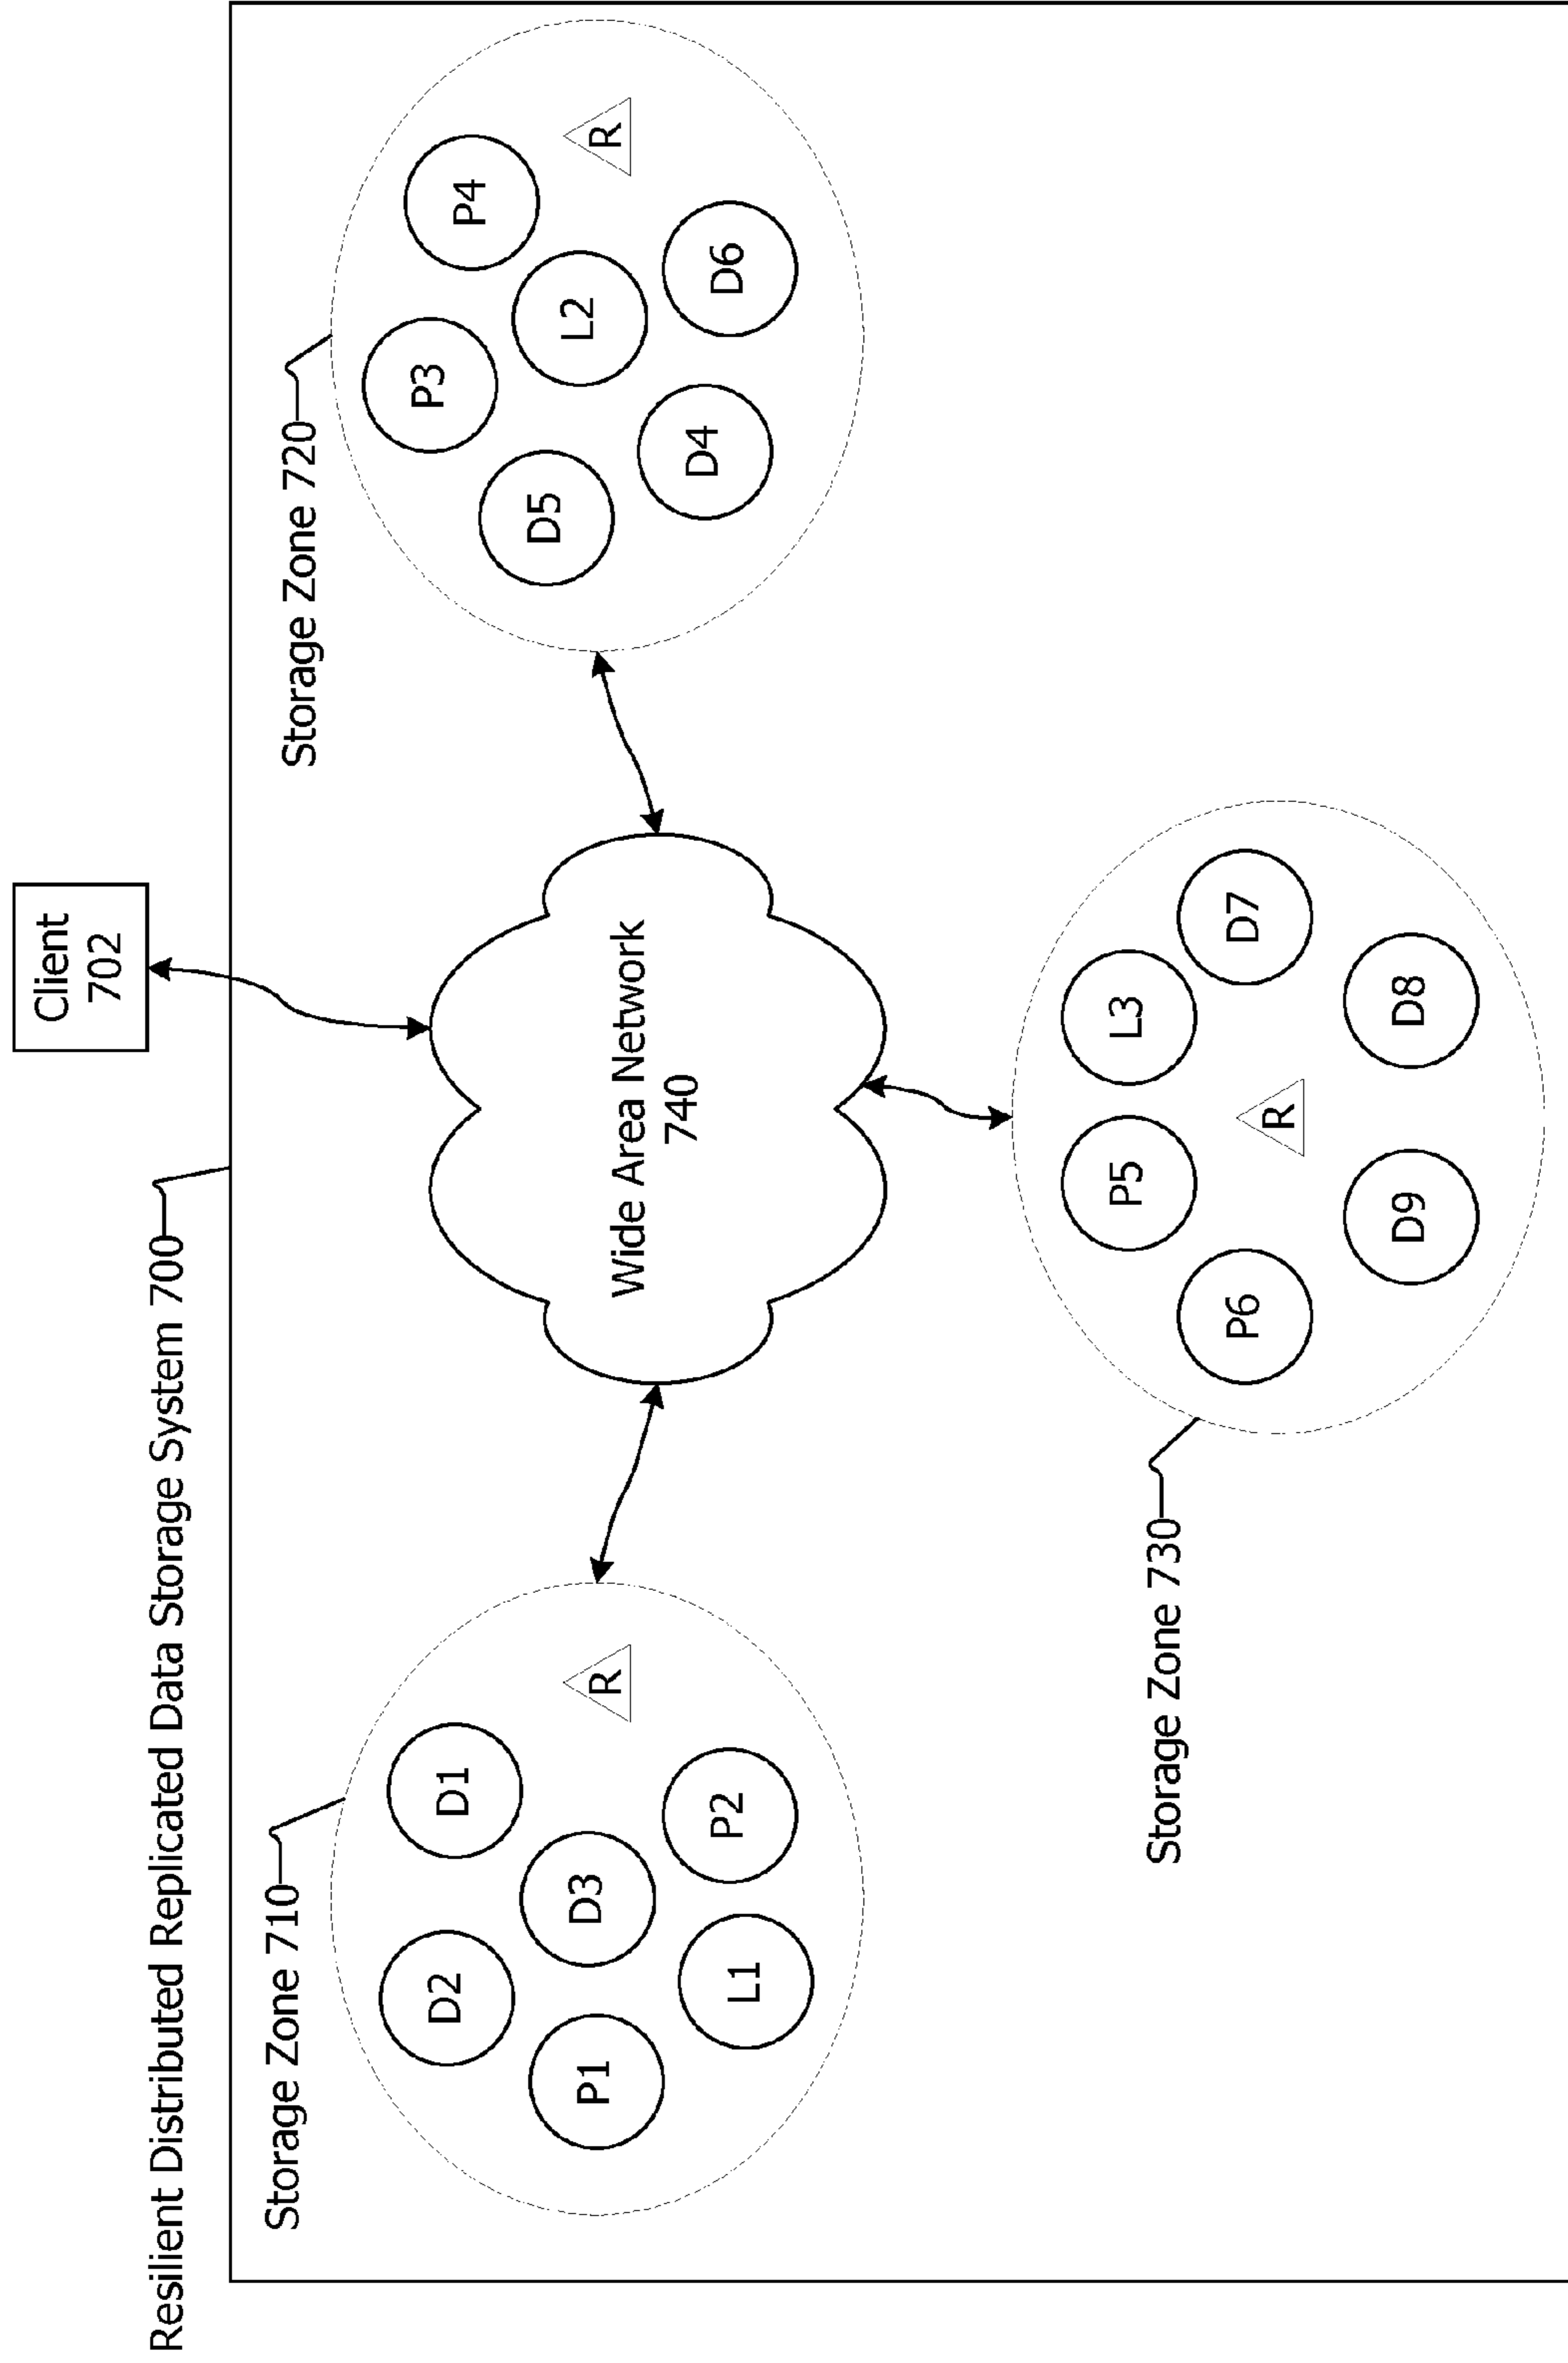 Client
702
Resilient Distributed Replicated Data Storage System 700
Storage Zone 710
D2
D1
D3
P1
L1
P2
R
Wide Area Network
740
Storage Zone 720
P3
P4
D5
L2
D4
D6
R
Storage Zone 730
P5
L3
P6
D7
R
D9
D8